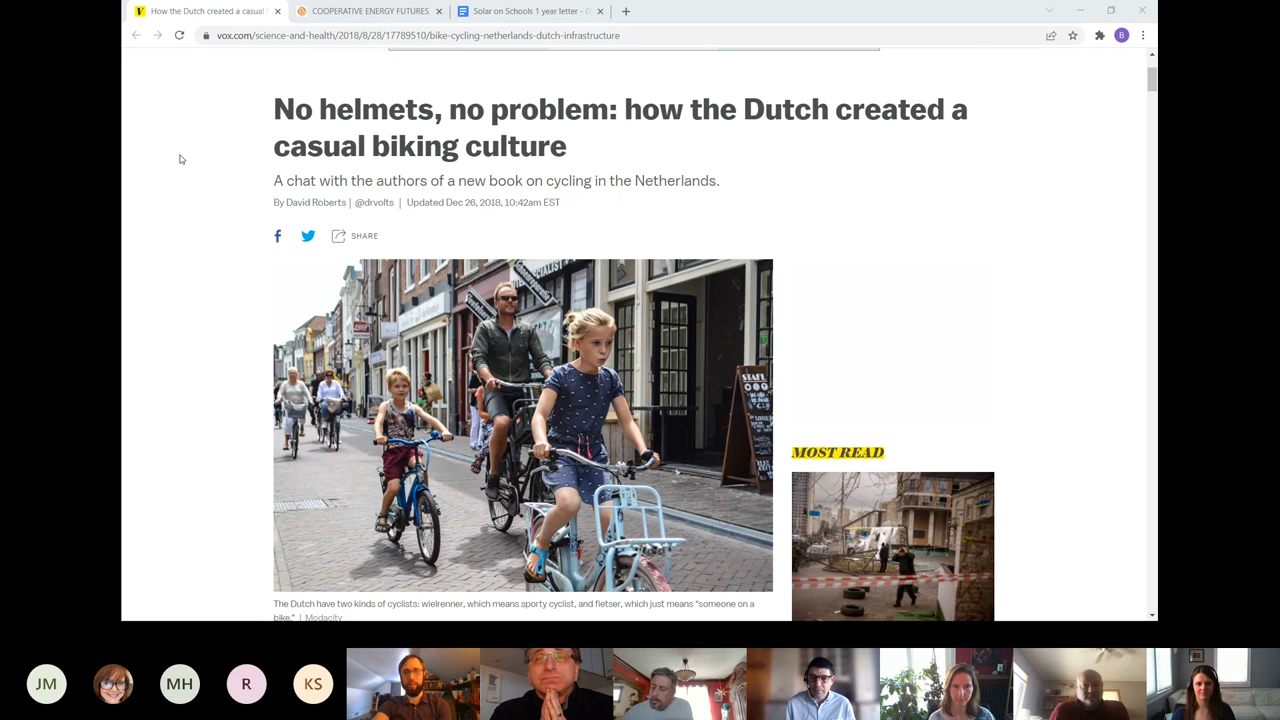 How the Dutch created a casual
COOPERATIVE ENERGY FUTURES
Solar on Schools 1 year letter - G
vox.com/science-and-health/2018/8/28/17789510/bike-cycling-netherlands-dutch-infrastructure
B
No helmets, no problem: how the Dutch created a
casual biking culture
A chat with the authors of a new book on cycling in the Netherlands.
By David Roberts | @drvolts | Updated Dec 26, 2018, 10:42am EST
SHARE
MOST READ
The Dutch have two kinds of cyclists: wielrenner, which means sporty cyclist, and fietser, which just means “someone on a
bike.” | Modacity
JM
MH
R
KS